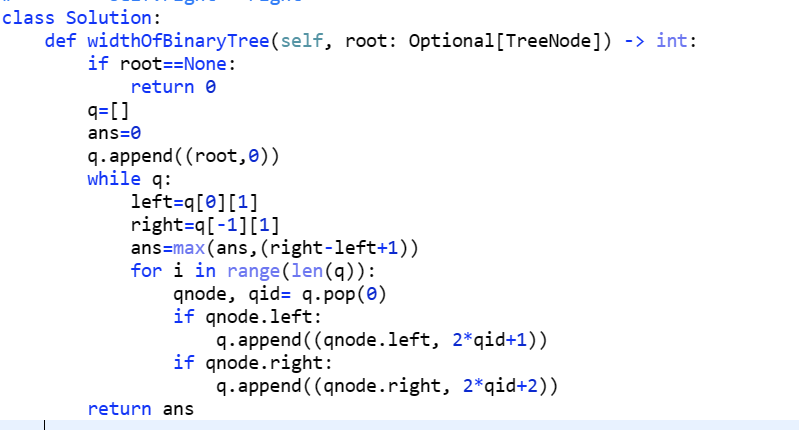 class Solution:
    def widthOfBinaryTree(self, root: Optional[TreeNode]) -> int:
        if root==None:
            return 0
        q=[]
        ans=0
        q.append((root,0))
        while q:
            left=q[0][1]
            right=q[-1][1]
            ans=max(ans,(right-left+1))
            for i in range(len(q)):
                qnode, qid= q.pop(0)
                if qnode.left:
                    q.append((qnode.left, 2*qid+1))
                if qnode.right:
                    q.append((qnode.right, 2*qid+2))
        return ans